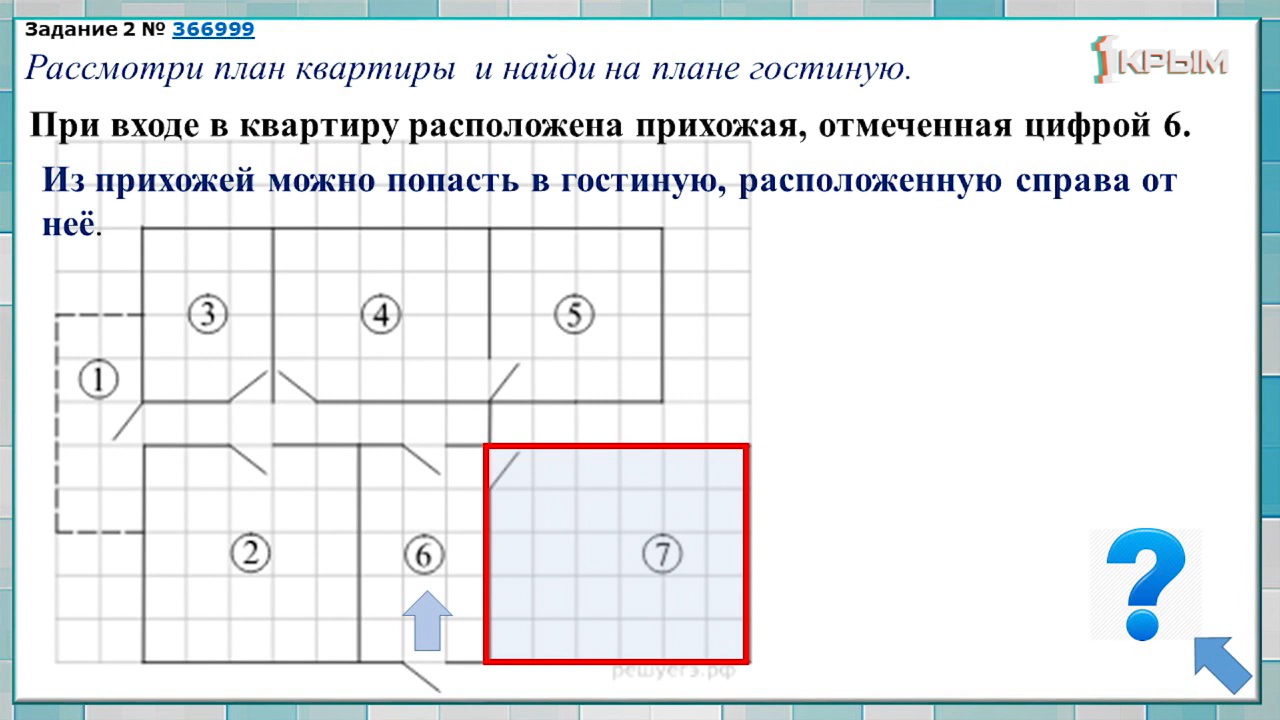 Задание 2 № 366999
Рассмотри план квартиры и найди на плане гостиную.
1КРЫМ
При входе в квартиру расположена прихожая, отмеченная цифрой 6.
Из прихожей можно попасть в гостиную, расположенную справа от
неё.
3
4
5
1
2
6
7
?
решуегэ.рф